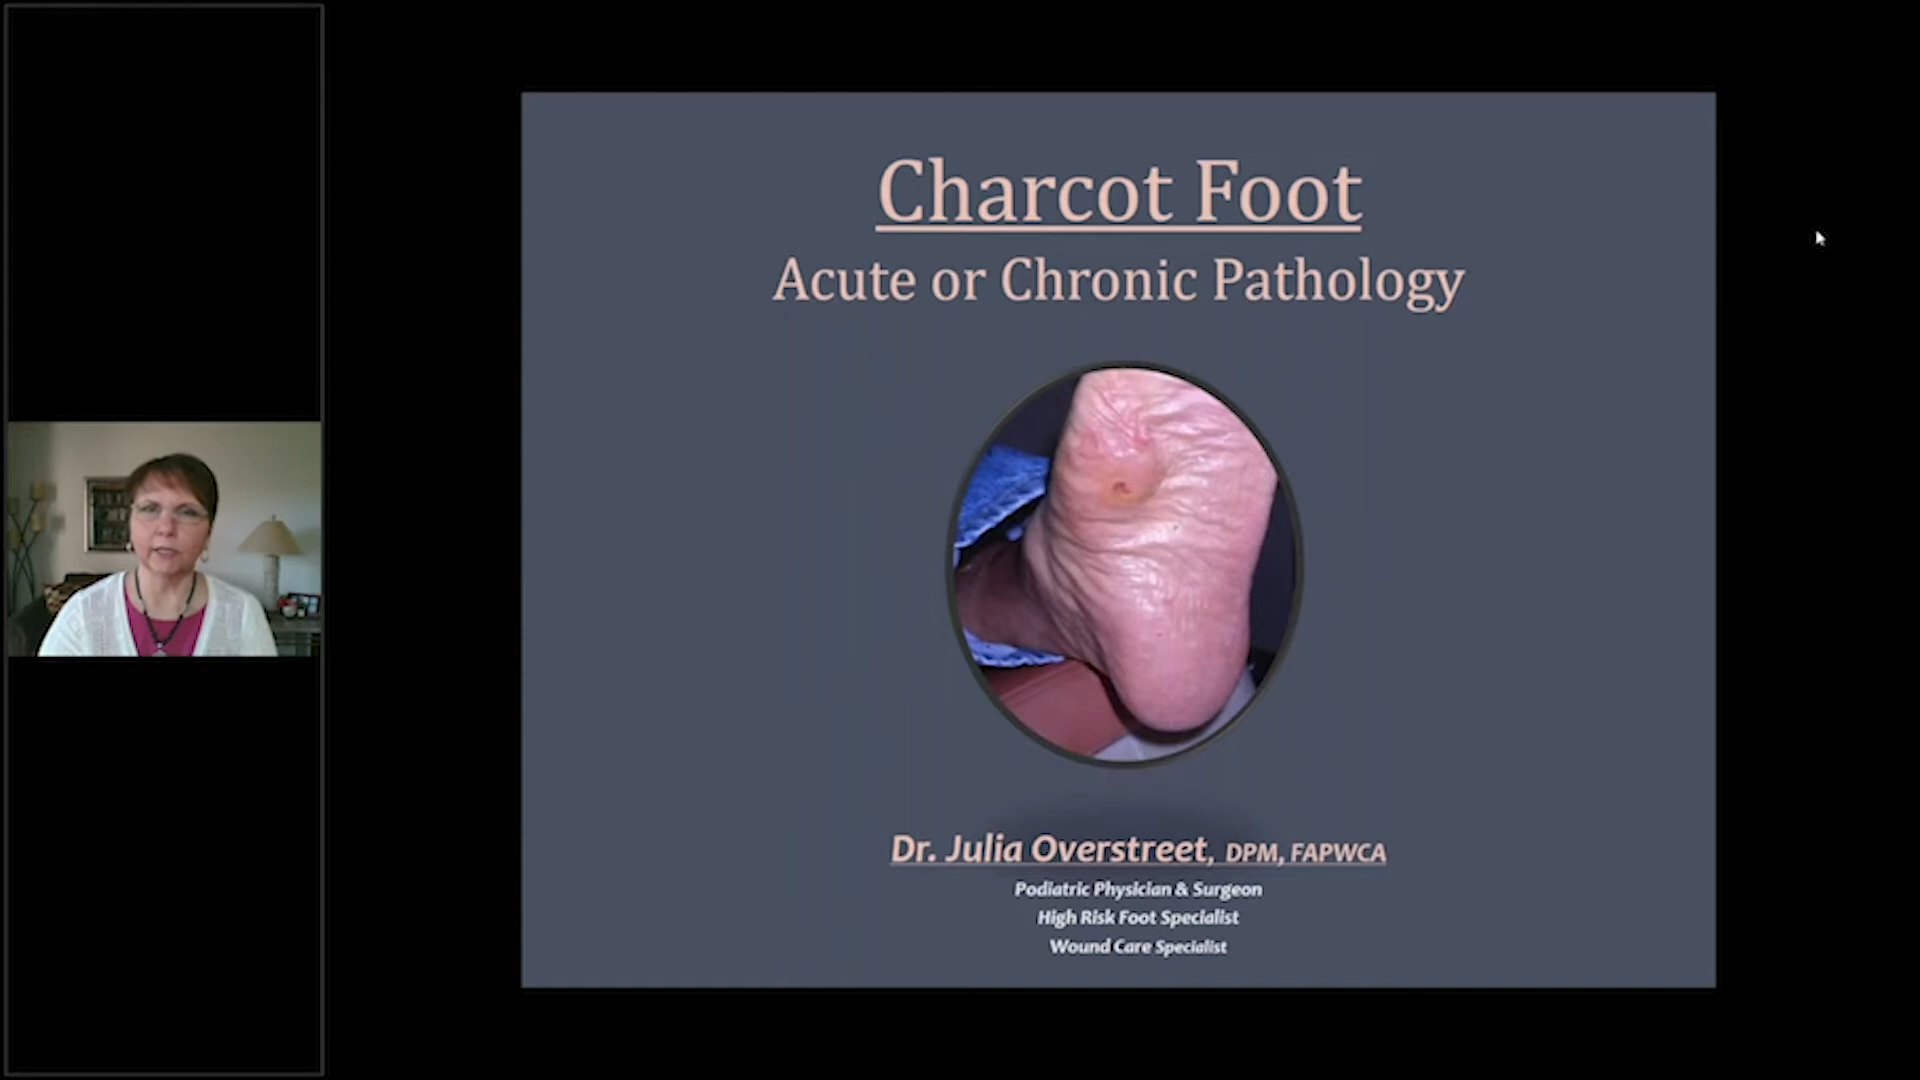 Charcot Foot
Acute or Chronic Pathology
Dr. Julia Overstreet, DPM, FAPWCA
Podiatric Physician & Surgeon
High Risk Foot Specialist
Wound Care Specialist